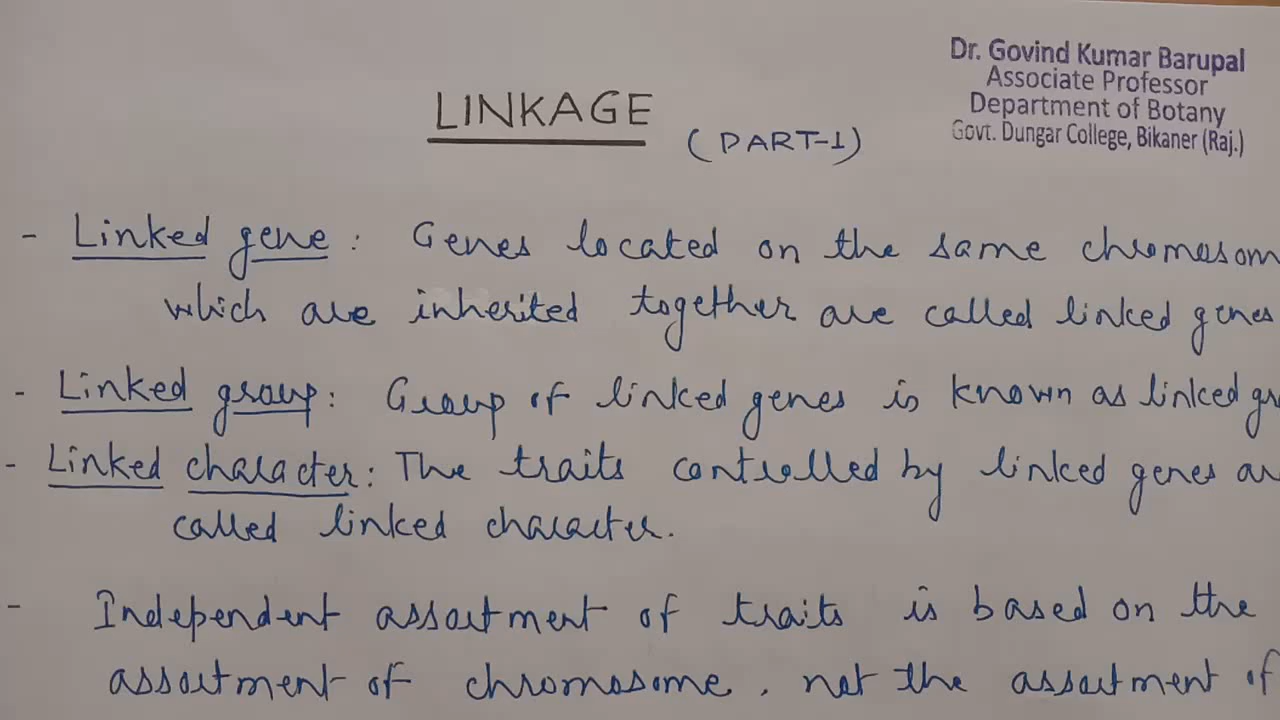 Dr. Govind Kumar Barupal
Associate Professor
Department of Botany
Govt. Dungar College, Bikaner (Raj.)
LINKAGE
(PART-1)
- Linked gene : Genes located on the same chromosom
which are inherited together are called linked genes
- Linked group : Group of linked genes is known as linked gr
- Linked character : The traits controlled by linked genes ar
called linked character.
- Independent assortment of traits is based on the
assortment of chromosome, not the assortment of